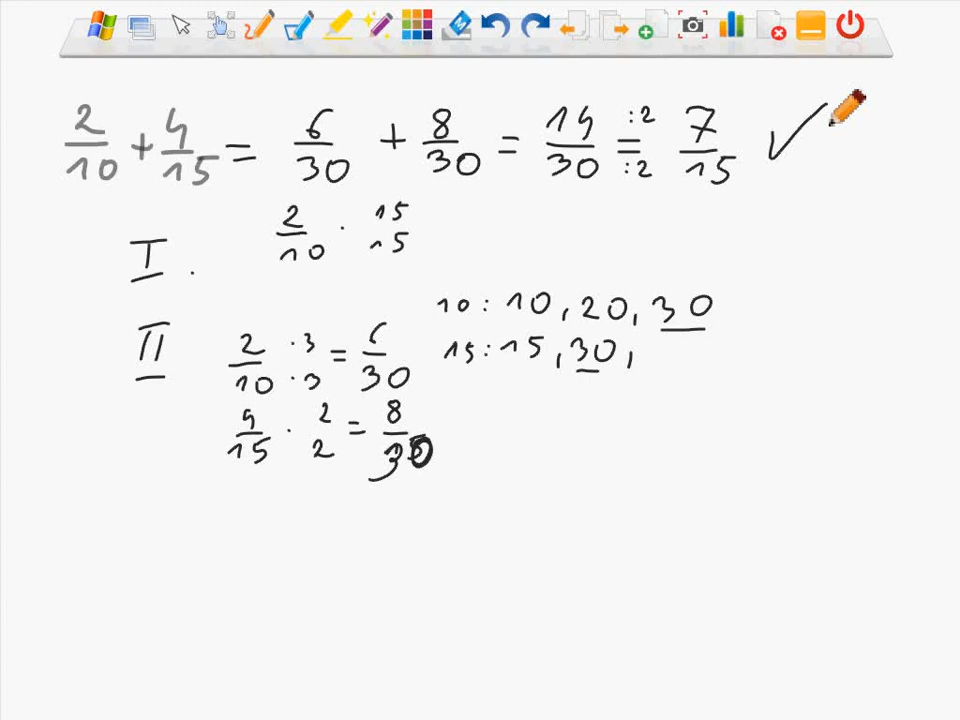 2/10 + 4/15 = 6/30 + 8/30 = 14/30 :2 = :2 7/15 ✓
I. 2/10 · 15/15
10: 10, 20, 30
II 2/10 ·3 ·3 = 6/30
15: 15, 30,
4/15 · 2/2 = 8/30